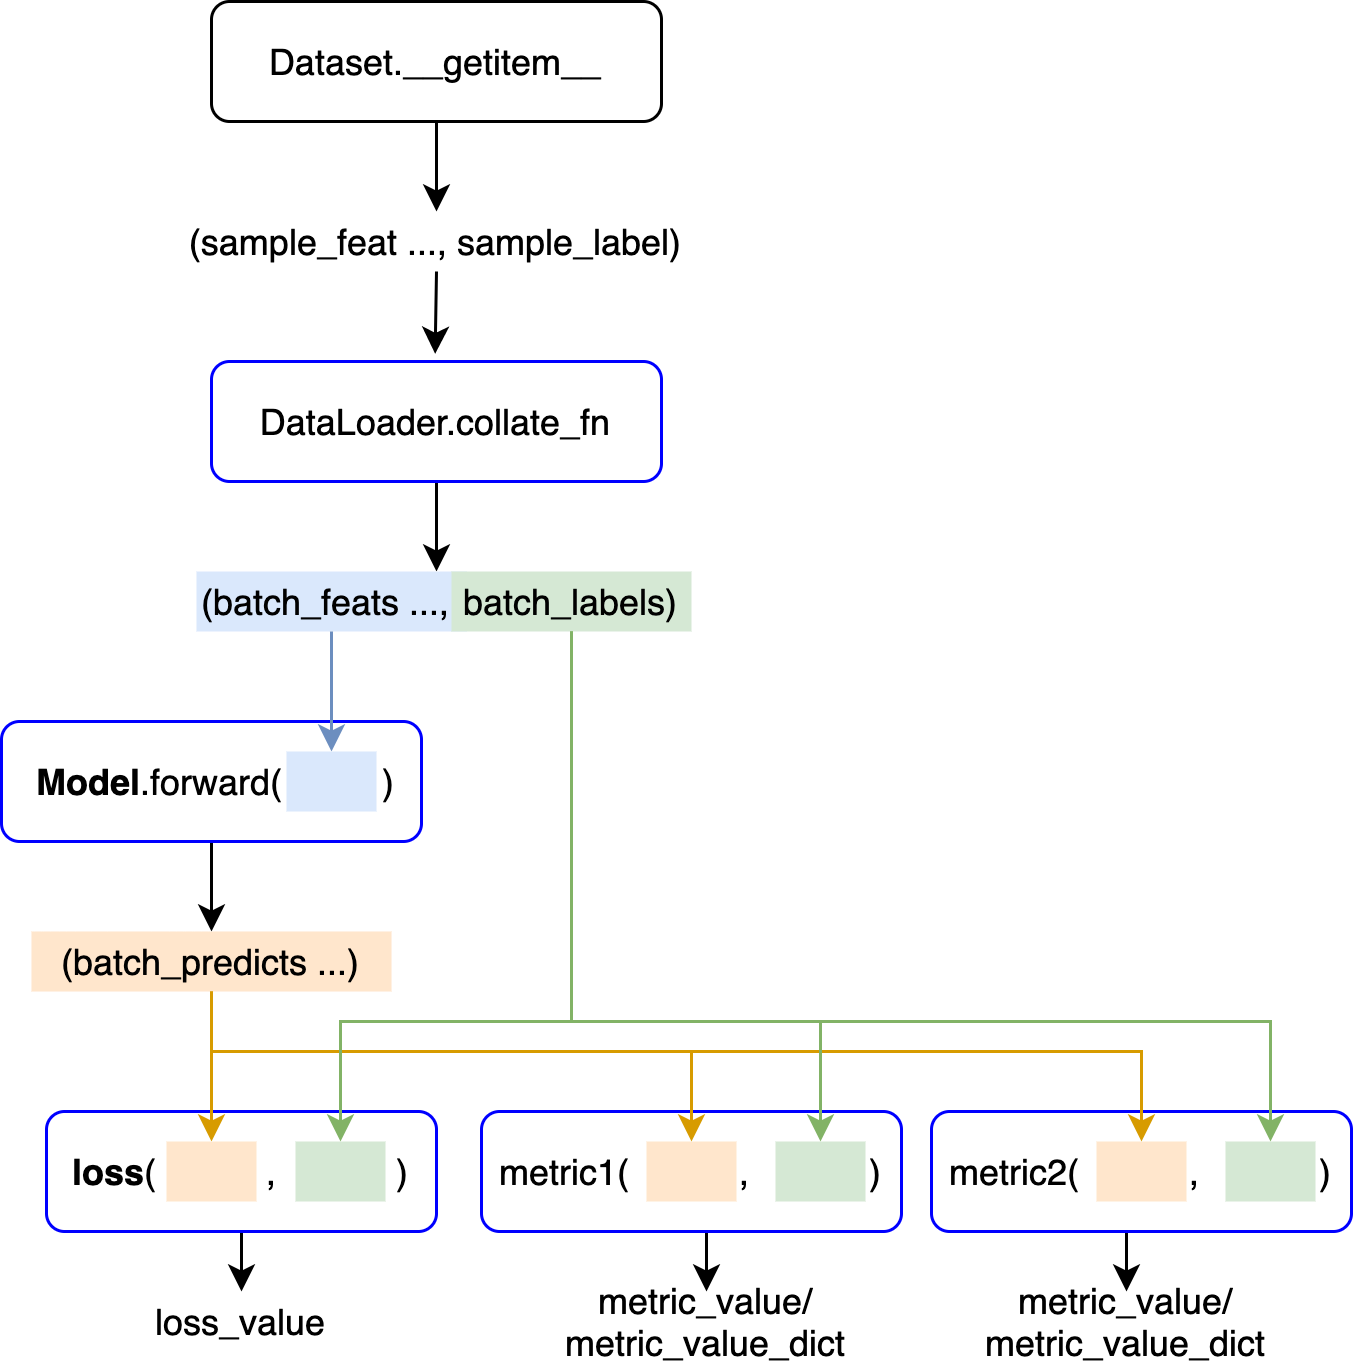 Dataset.__getitem__
(sample_feat ..., sample_label)
DataLoader.collate_fn
(batch_feats ..., batch_labels)
Model.forward( )
(batch_predicts ...)
loss( , )
metric1( , )
metric2( , )
loss_value
metric_value/
metric_value_dict
metric_value/
metric_value_dict